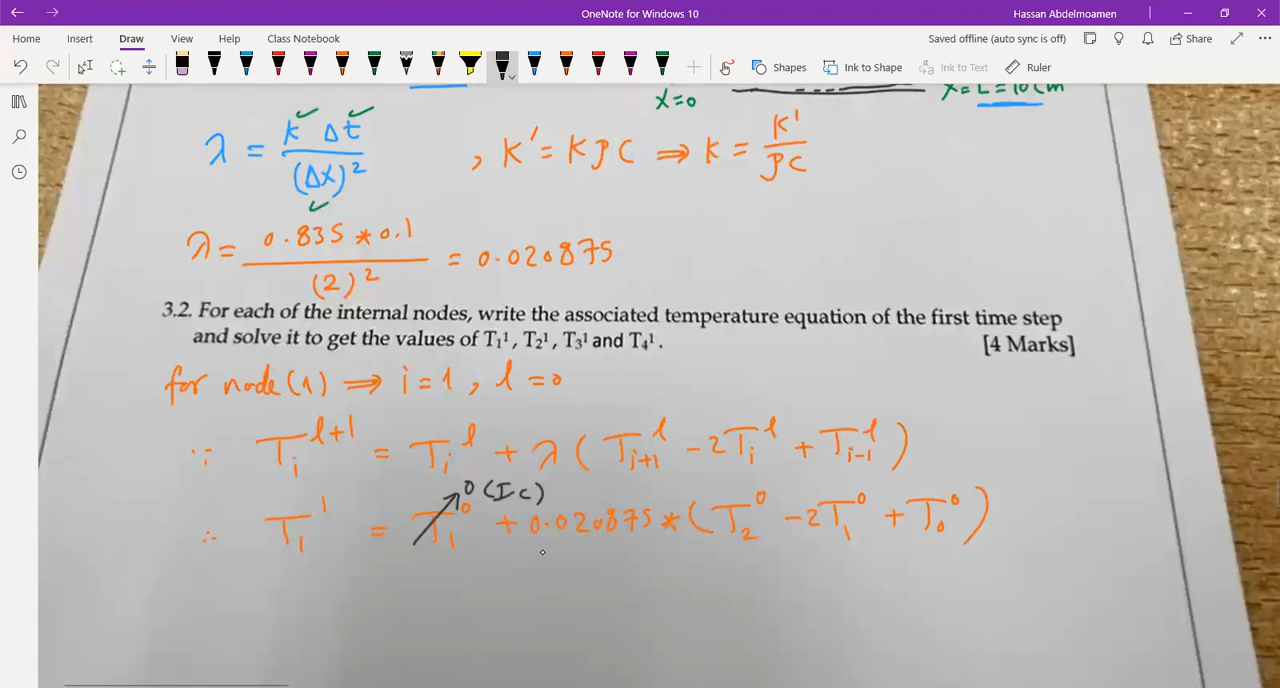 OneNote for Windows 10
Hassan Abdelmoamen
Home Insert Draw View Help Class Notebook
Saved offline (auto sync is off) Share
Shapes Ink to Shape Ink to Text Ruler
x=0
x=L=10cm
λ = k Δt / (Δx)² , K' = kρC ⇒ k = K' / ρC
λ = 0.835 * 0.1 / (2)² = 0.020875
3.2. For each of the internal nodes, write the associated temperature equation of the first time step
and solve it to get the values of T₁¹, T₂¹, T₃¹ and T₄¹. [4 Marks]
for node (1) ⇒ i=1, l=0
∵ Tᵢˡ⁺¹ = Tᵢˡ + λ ( Tᵢ₊₁ˡ - 2Tᵢˡ + Tᵢ₋₁ˡ )
0 (IC)
∴ T₁¹ = T₁⁰ + 0.020875 * ( T₂⁰ - 2T₁⁰ + T₀⁰ )